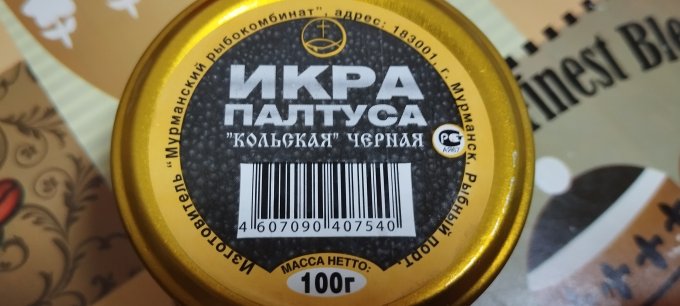 Изготовитель "Мурманский рыбокомбинат", адрес: 183001, г. Мурманск, Рыбный порт.
ИКРА
ПАЛТУСА
"КОЛЬСКАЯ" ЧЕРНАЯ
4 607090 407540
МАССА НЕТТО:
100г
finest Ble